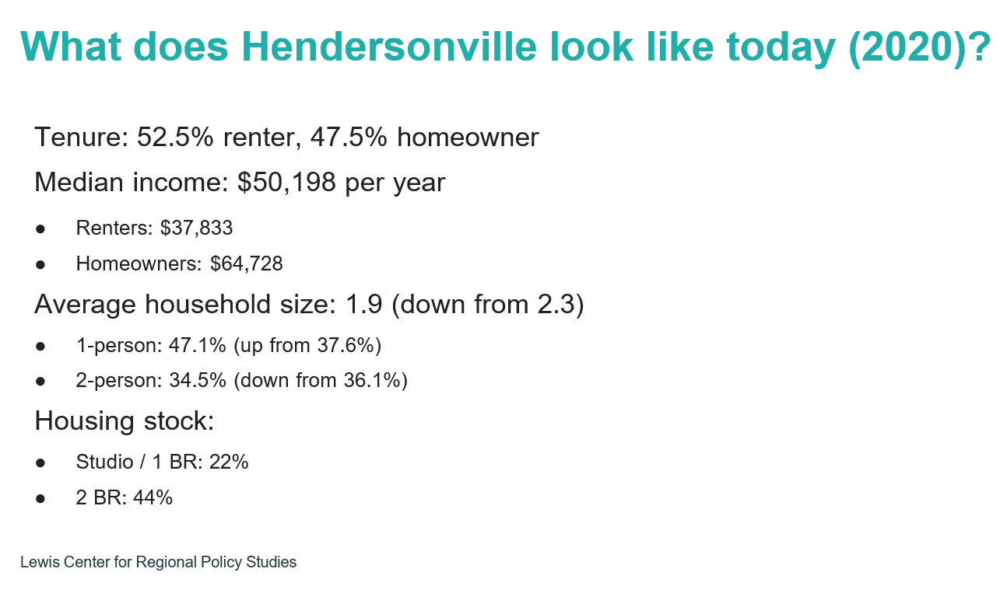 What does Hendersonville look like today (2020)?
Tenure: 52.5% renter, 47.5% homeowner
Median income: $50,198 per year
● Renters: $37,833
● Homeowners: $64,728
Average household size: 1.9 (down from 2.3)
● 1-person: 47.1% (up from 37.6%)
● 2-person: 34.5% (down from 36.1%)
Housing stock:
● Studio / 1 BR: 22%
● 2 BR: 44%
Lewis Center for Regional Policy Studies